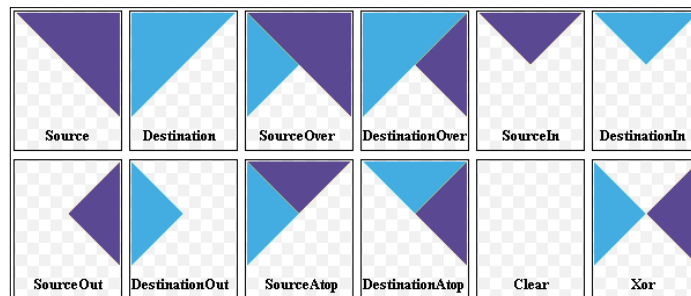 Source
Destination
SourceOver
DestinationOver
SourceIn
DestinationIn
SourceOut
DestinationOut
SourceAtop
DestinationAtop
Clear
Xor